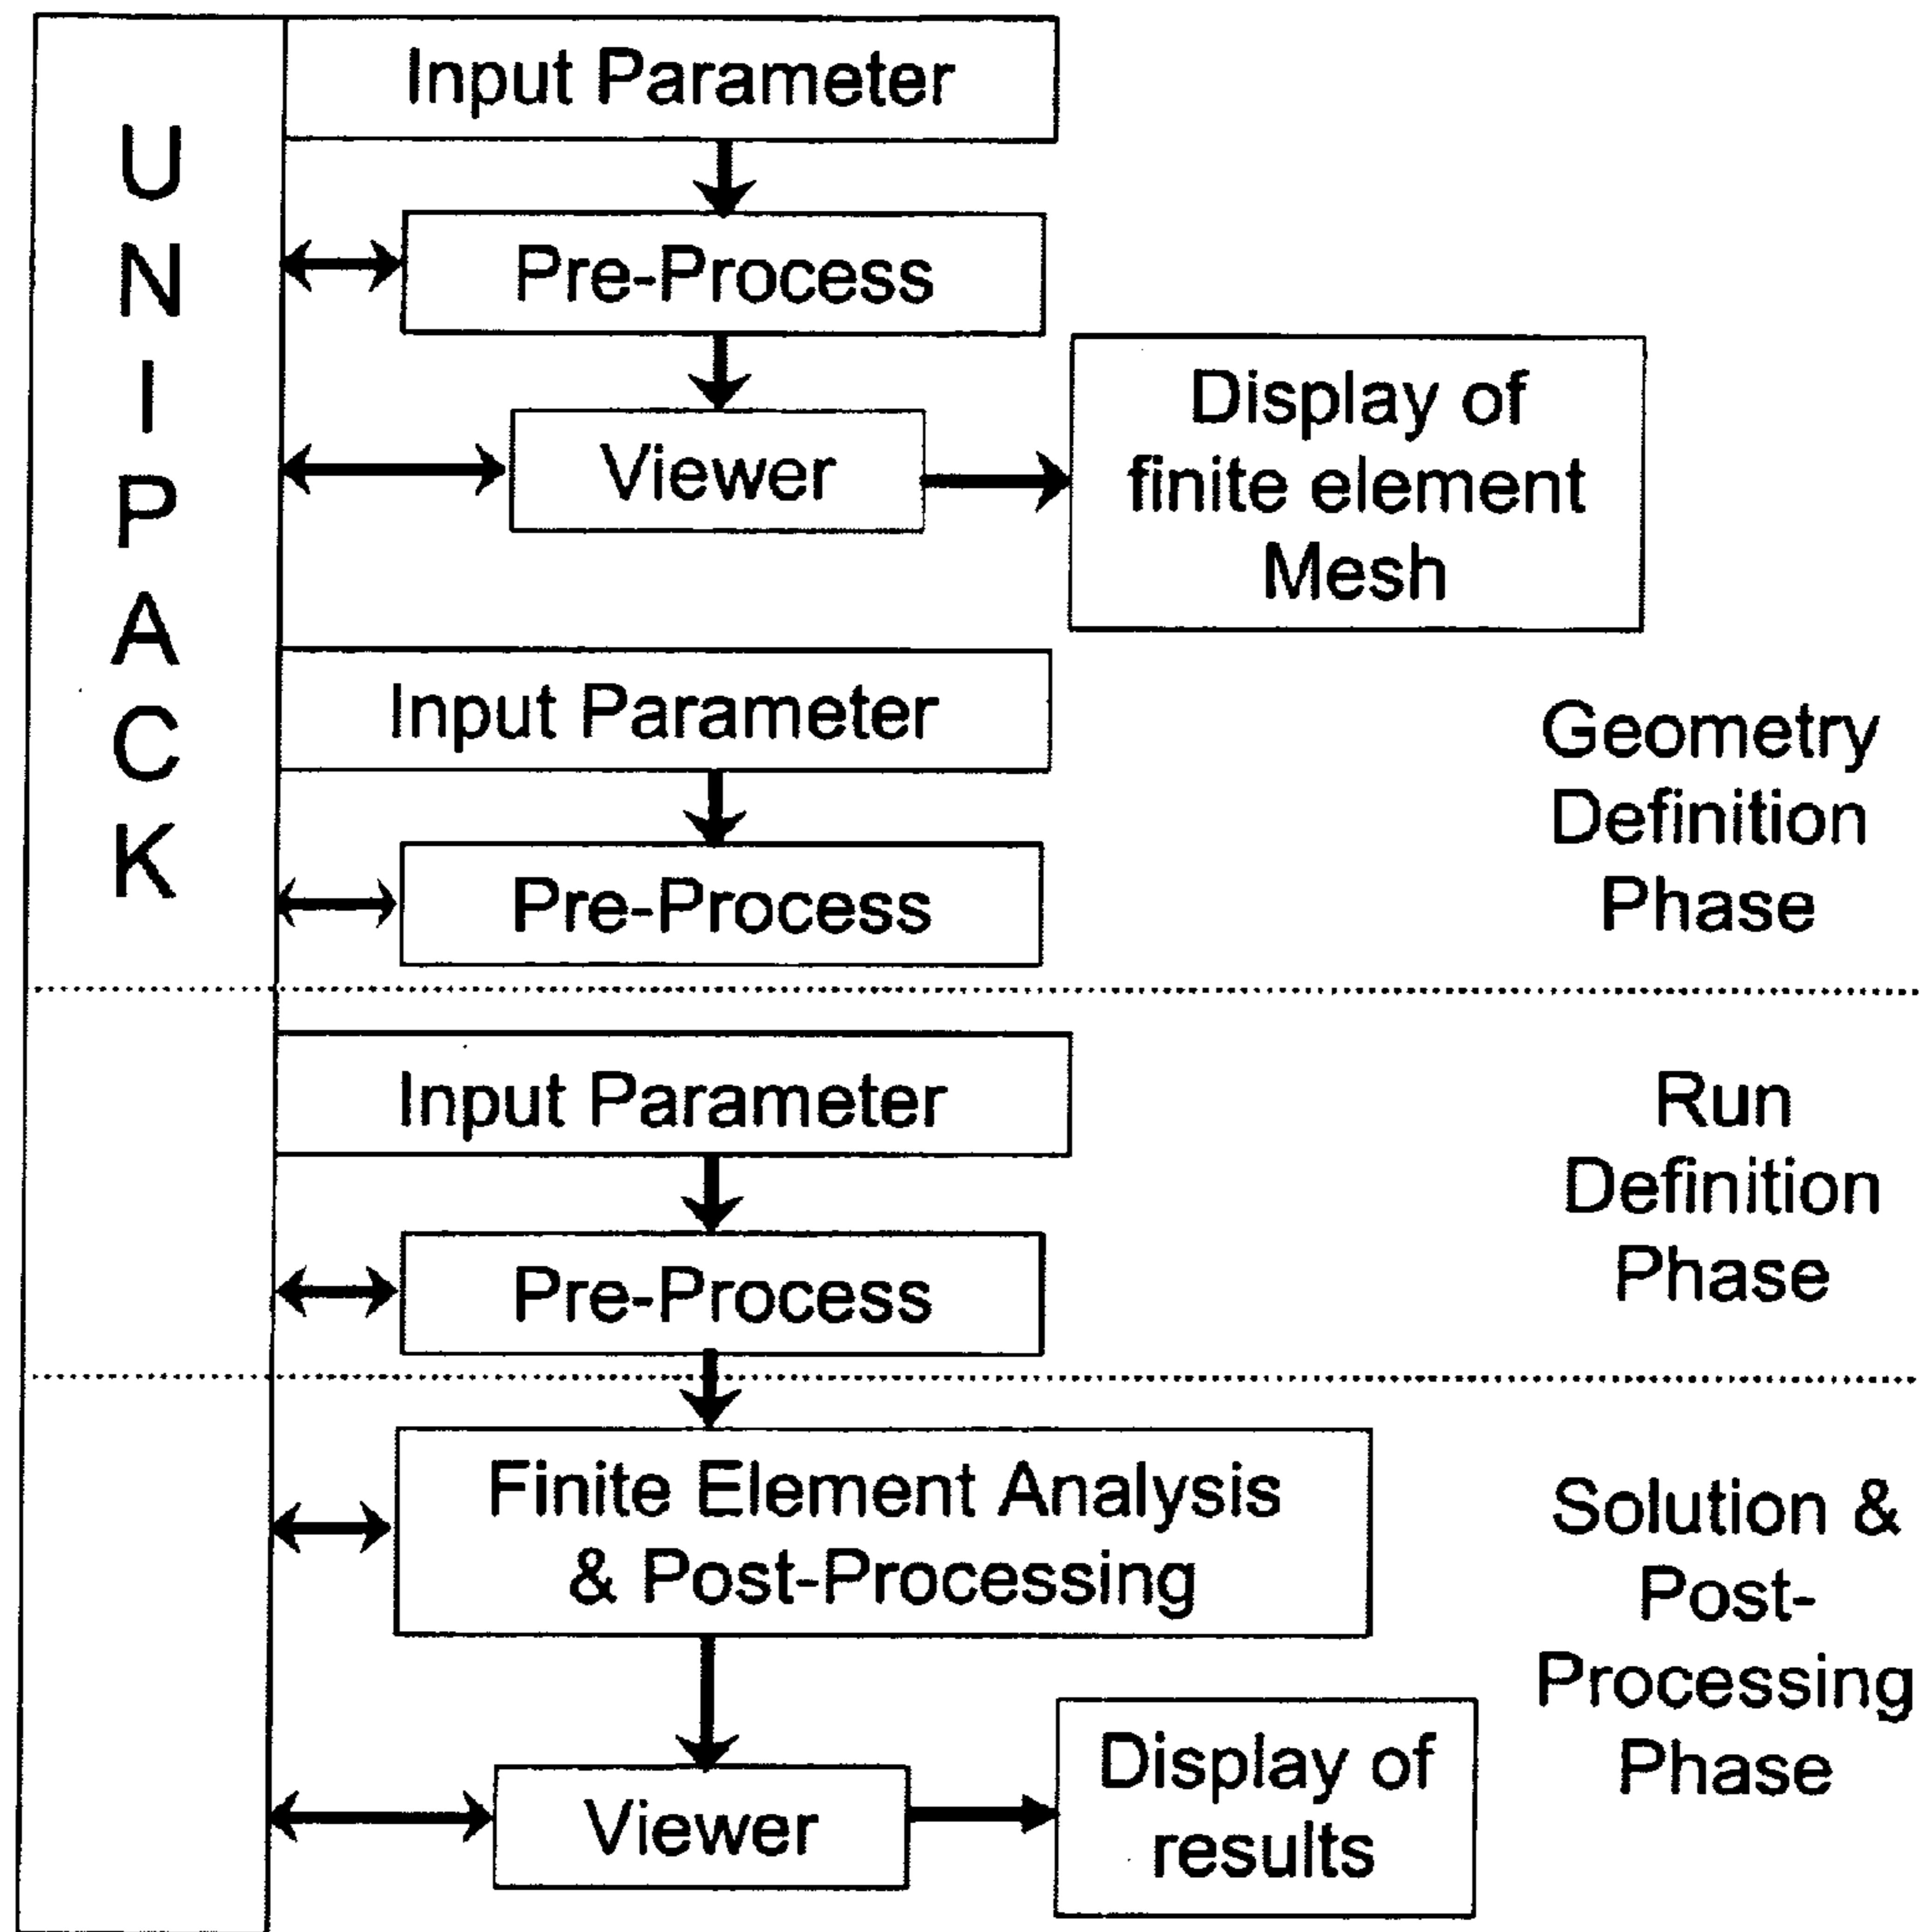 UNIPACK
Input Parameter
Pre-Process
Viewer
Display of
finite element
Mesh
Input Parameter
Pre-Process
Geometry
Definition
Phase
Input Parameter
Pre-Process
Run
Definition
Phase
Finite Element Analysis
& Post-Processing
Viewer
Display of
results
Solution &
Post-
Processing
Phase